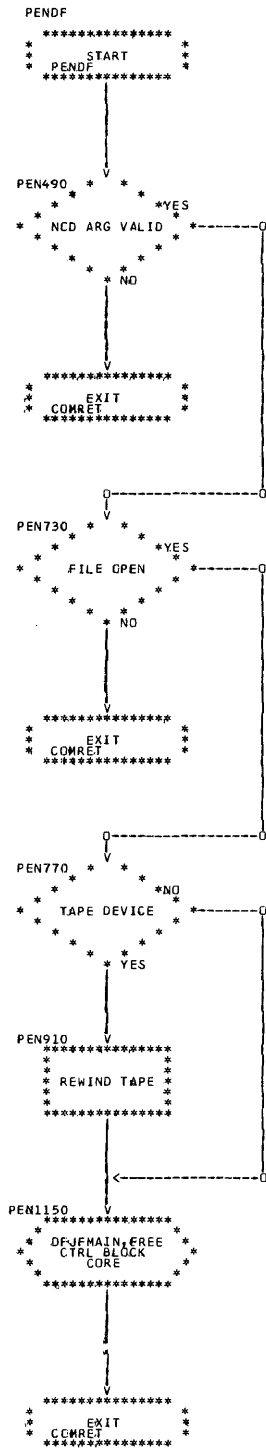 PENDF
START
PENDF
PEN490
YES
NCD ARG VALID
NO
EXIT
COMRET
PEN730
YES
FILE OPEN
NO
EXIT
COMRET
PEN770
NO
TAPE DEVICE
YES
PEN910
REWIND TAPE
PEN1150
DFJFMAIN,FREE
CTRL BLOCK
CORE
EXIT
COMRET